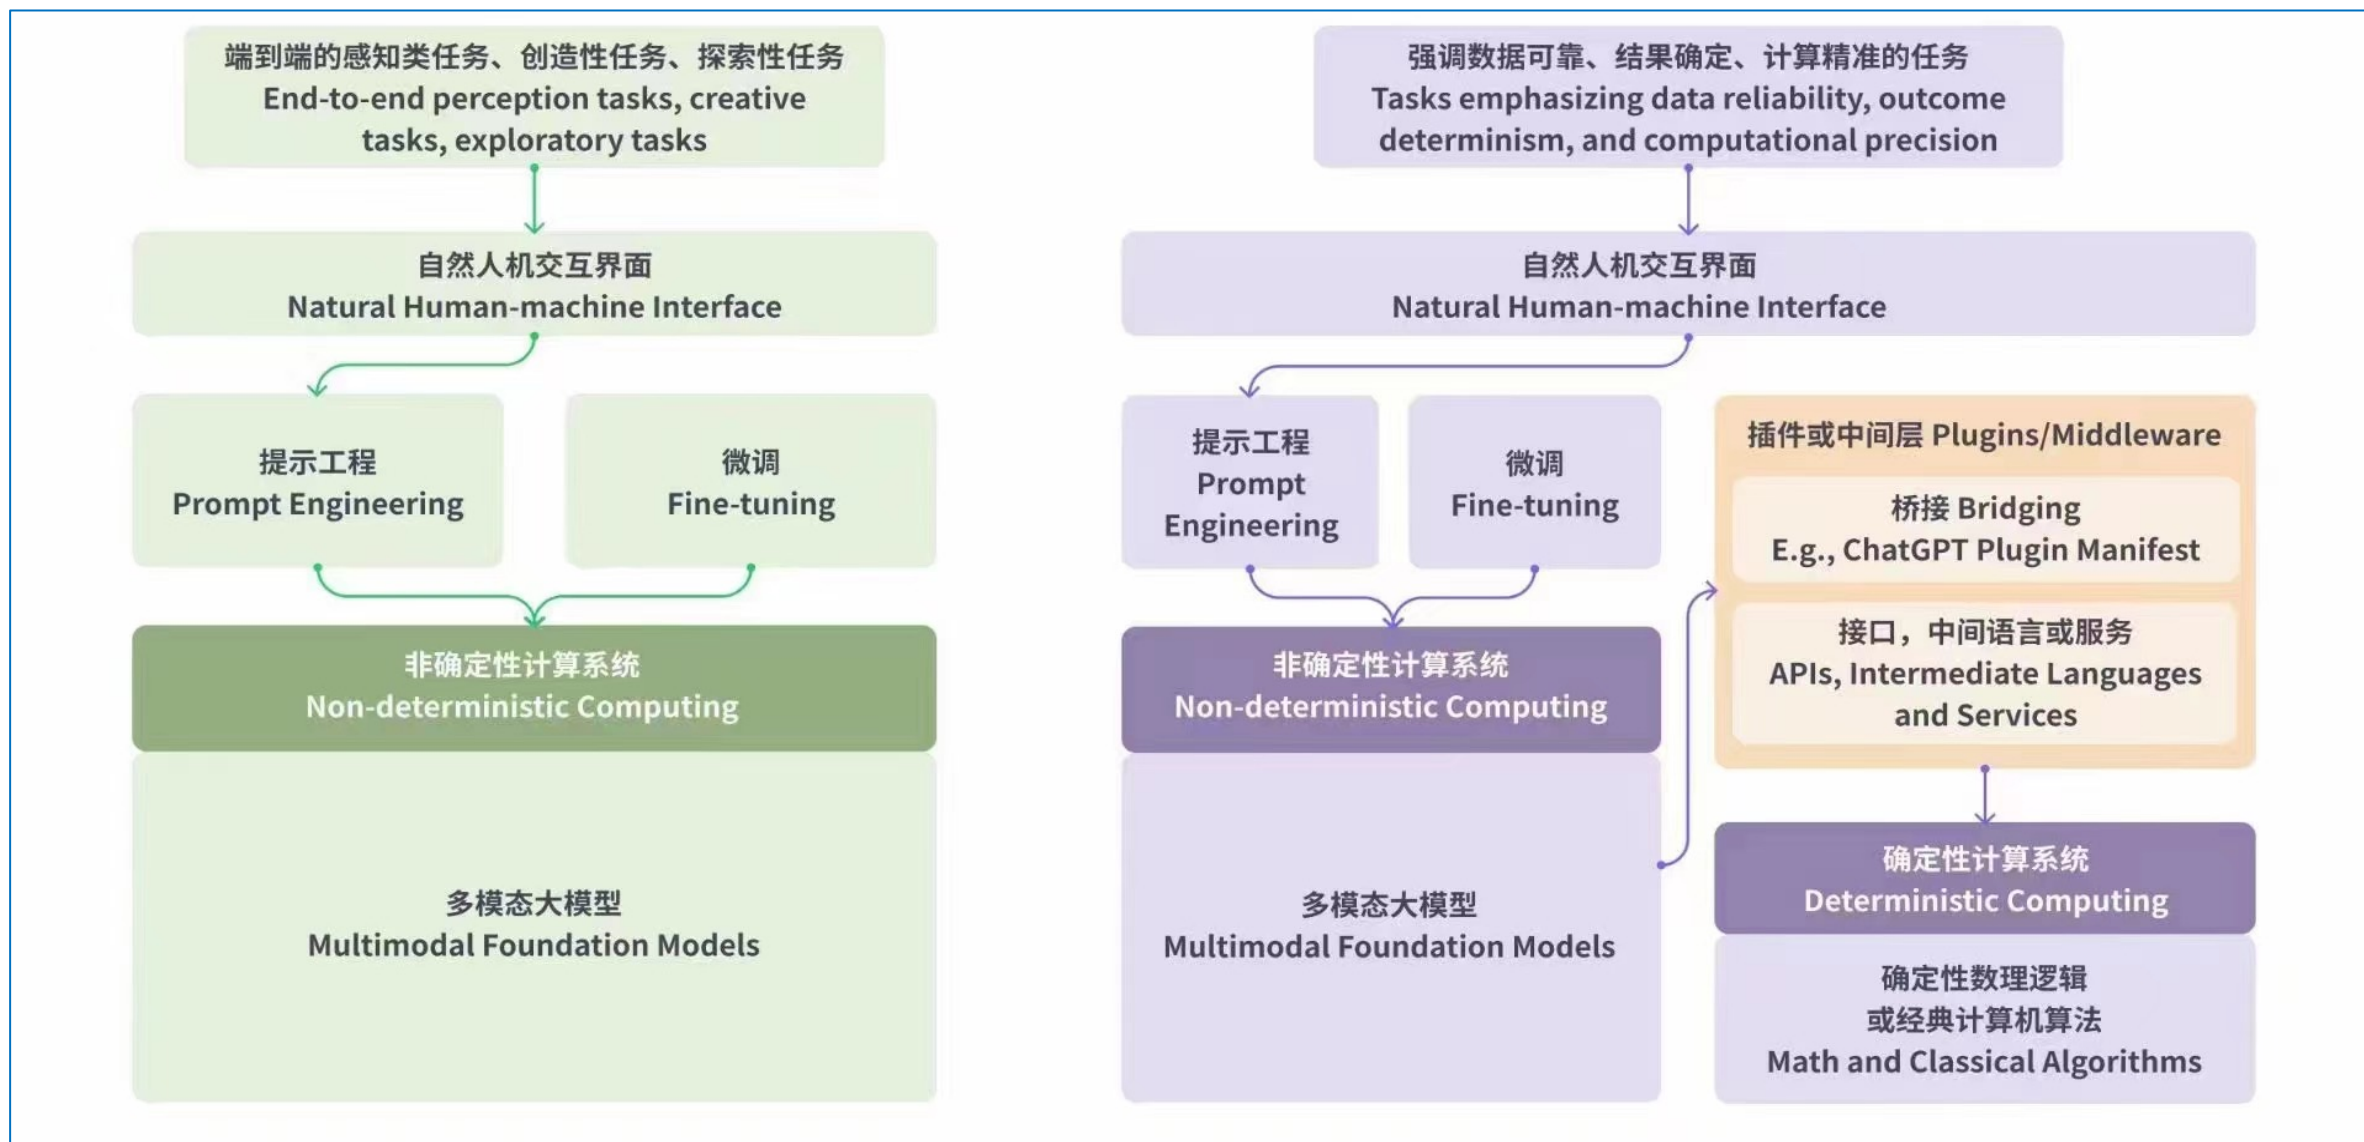 端到端的感知类任务、创造性任务、探索性任务
End-to-end perception tasks, creative
tasks, exploratory tasks
自然人机交互界面
Natural Human-machine Interface
提示工程
Prompt Engineering
微调
Fine-tuning
非确定性计算系统
Non-deterministic Computing
多模态大模型
Multimodal Foundation Models
强调数据可靠、结果确定、计算精准的任务
Tasks emphasizing data reliability, outcome
determinism, and computational precision
自然人机交互界面
Natural Human-machine Interface
提示工程
Prompt
Engineering
微调
Fine-tuning
非确定性计算系统
Non-deterministic Computing
多模态大模型
Multimodal Foundation Models
插件或中间层 Plugins/Middleware
桥接 Bridging
E.g., ChatGPT Plugin Manifest
接口，中间语言或服务
APIs, Intermediate Languages
and Services
确定性计算系统
Deterministic Computing
确定性数理逻辑
或经典计算机算法
Math and Classical Algorithms